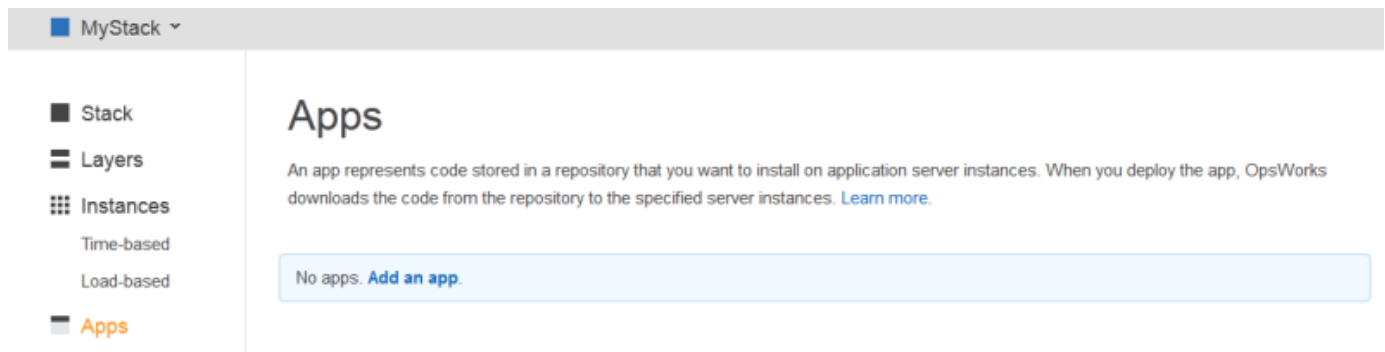 MyStack
Stack
Layers
Instances
Time-based
Load-based
Apps
Apps
An app represents code stored in a repository that you want to install on application server instances. When you deploy the app, OpsWorks
downloads the code from the repository to the specified server instances. Learn more.
No apps. Add an app.